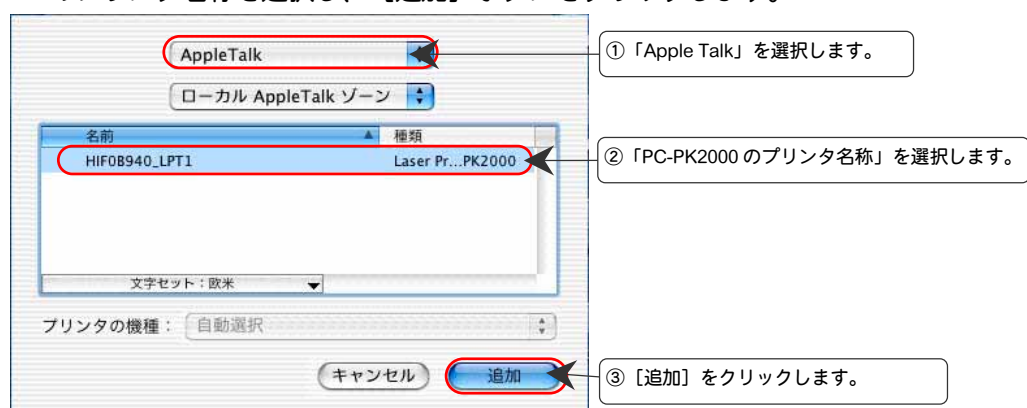 AppleTalk
①「Apple Talk」を選択します。
ローカル AppleTalk ゾーン
名前 種類
HIF0B940_LPT1 Laser Pr...PK2000
②「PC-PK2000 のプリンタ名称」を選択します。
文字セット：欧米
プリンタの機種： 自動選択
キャンセル 追加
③［追加］をクリックします。